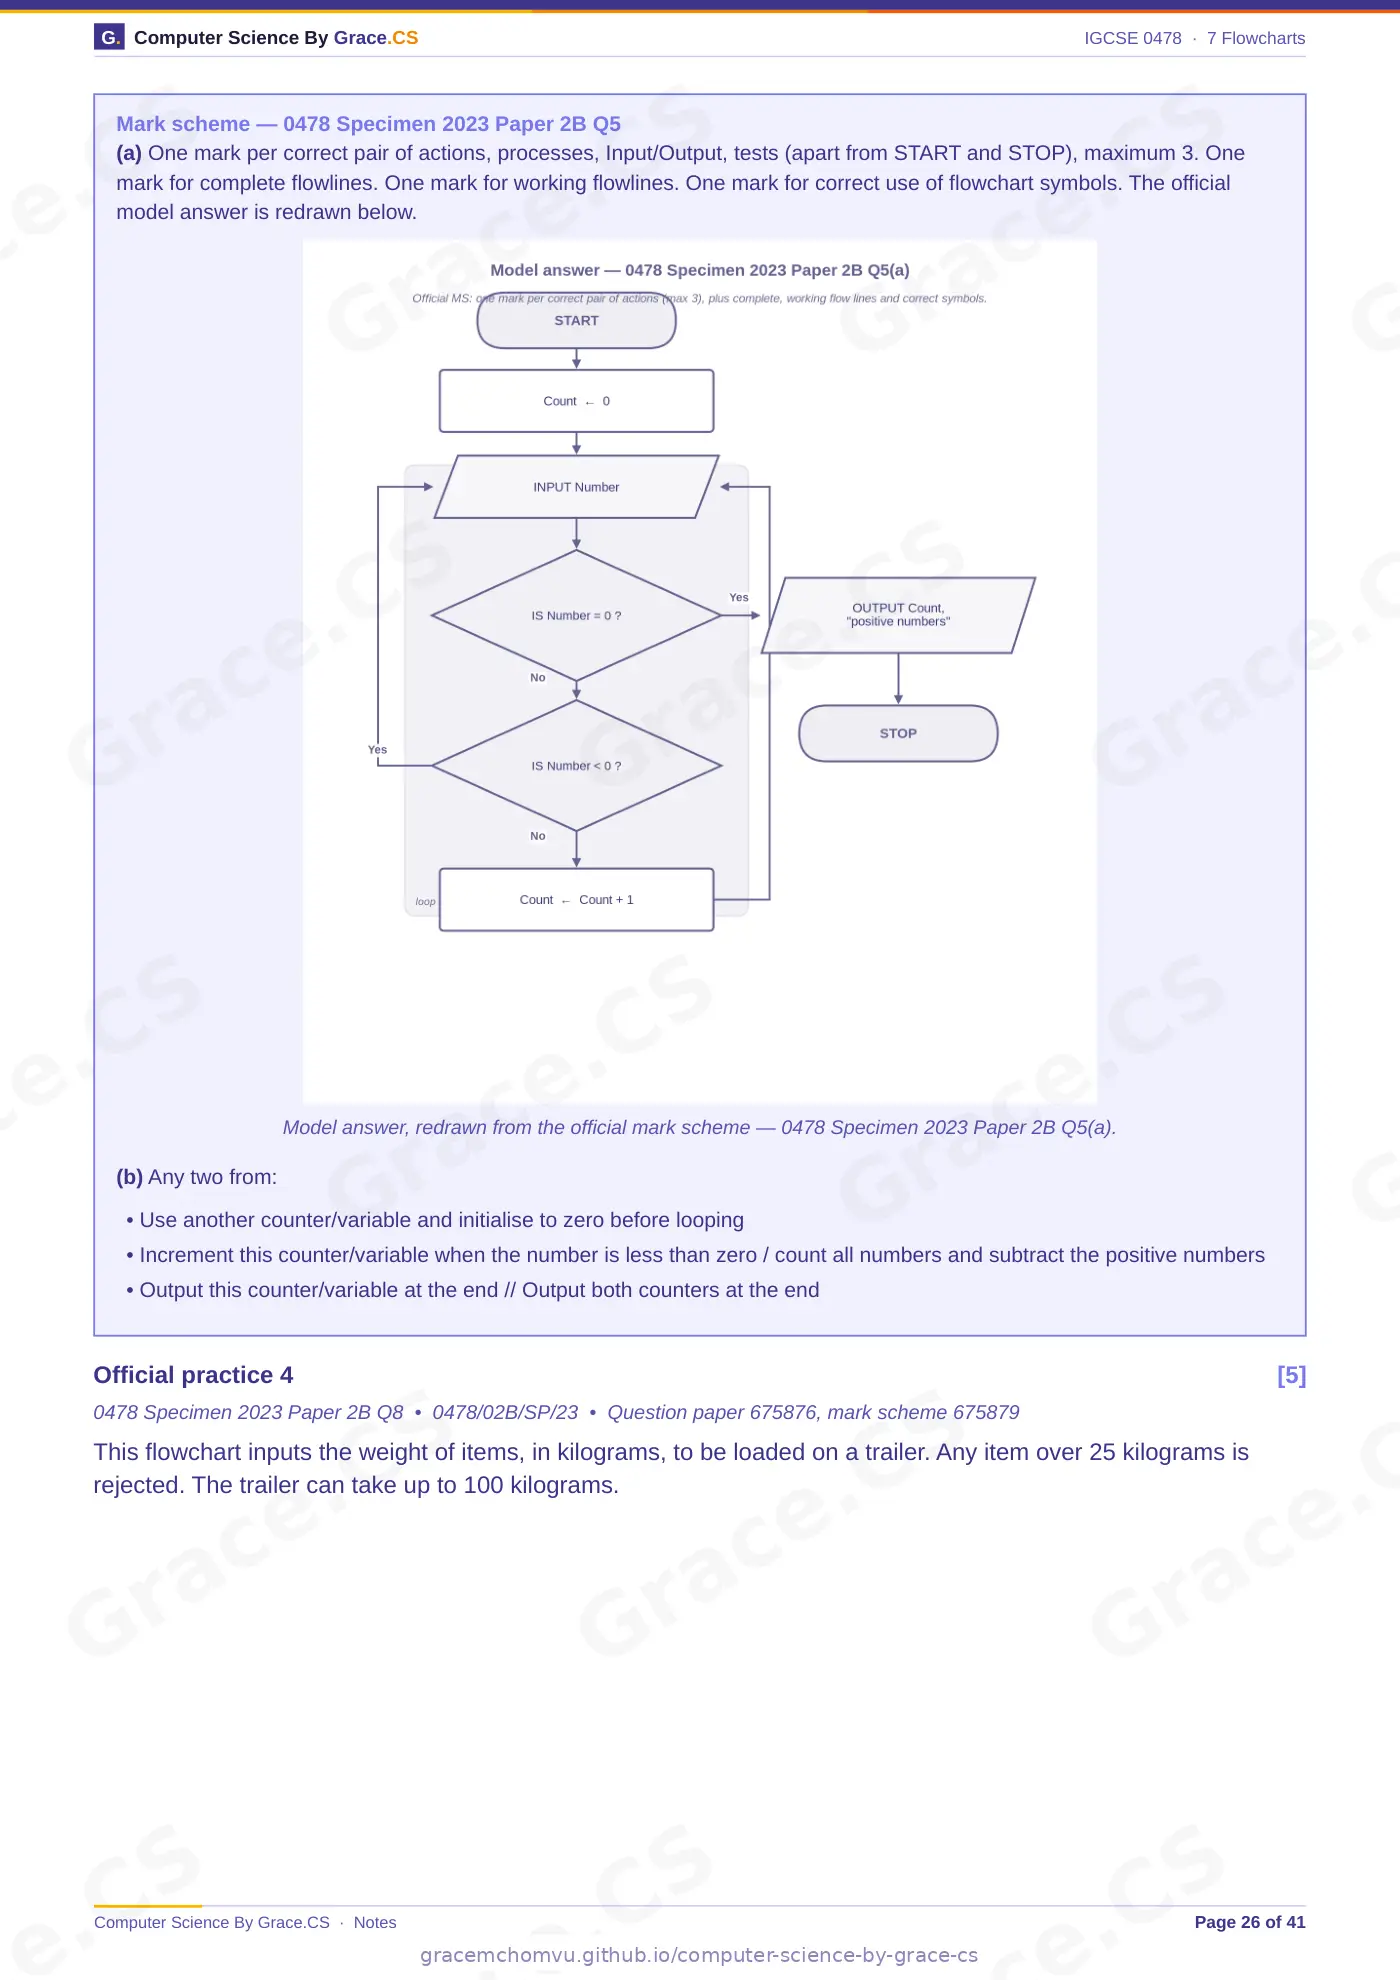 G. Computer Science By Grace.CS
IGCSE 0478 · 7 Flowcharts
Mark scheme — 0478 Specimen 2023 Paper 2B Q5
(a) One mark per correct pair of actions, processes, Input/Output, tests (apart from START and STOP), maximum 3. One
mark for complete flowlines. One mark for working flowlines. One mark for correct use of flowchart symbols. The official
model answer is redrawn below.
Model answer — 0478 Specimen 2023 Paper 2B Q5(a)
Official MS: one mark per correct pair of actions (max 3), plus complete, working flow lines and correct symbols.
START
Count ← 0
INPUT Number
IS Number = 0 ?
Yes
OUTPUT Count,
"positive numbers"
No
STOP
Yes
IS Number < 0 ?
No
loop
Count ← Count + 1
Model answer, redrawn from the official mark scheme — 0478 Specimen 2023 Paper 2B Q5(a).
(b) Any two from:
• Use another counter/variable and initialise to zero before looping
• Increment this counter/variable when the number is less than zero / count all numbers and subtract the positive numbers
• Output this counter/variable at the end // Output both counters at the end
Official practice 4 [5]
0478 Specimen 2023 Paper 2B Q8 • 0478/02B/SP/23 • Question paper 675876, mark scheme 675879
This flowchart inputs the weight of items, in kilograms, to be loaded on a trailer. Any item over 25 kilograms is
rejected. The trailer can take up to 100 kilograms.
Computer Science By Grace.CS · Notes
Page 26 of 41
gracemchomvu.github.io/computer-science-by-grace-cs
Grace.CS